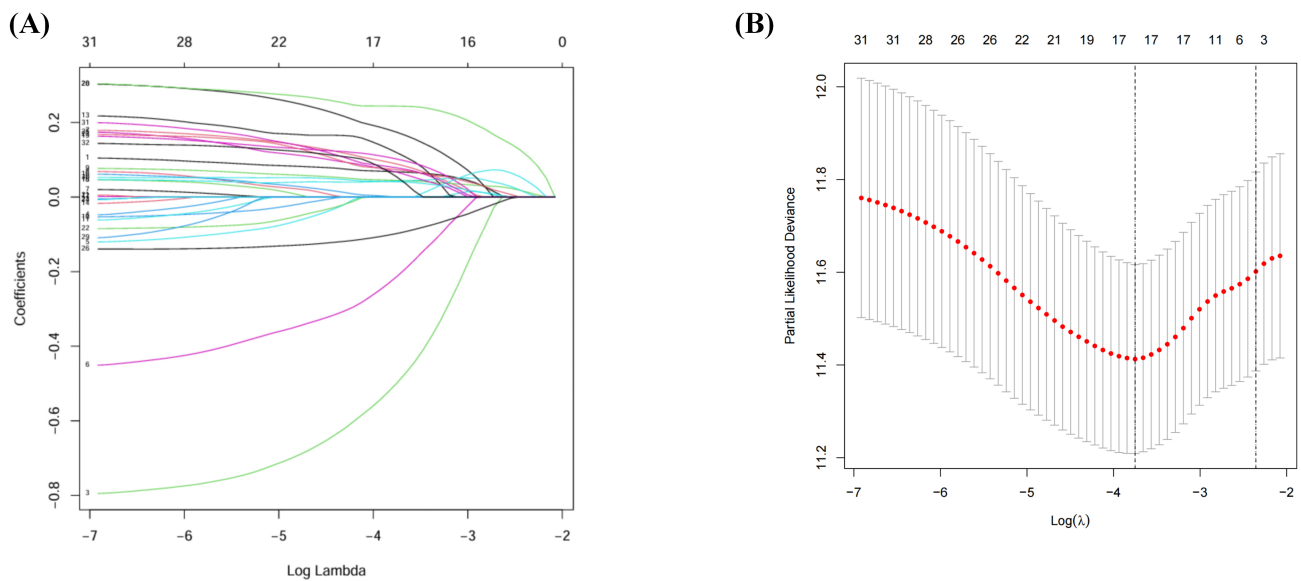 (A)
31 28 22 17 16 0
28
13
31
32
1
7
22
29
26
6
3
0.2
0.0
−0.2
−0.4
−0.6
−0.8
Coefficients
−7 −6 −5 −4 −3 −2
Log Lambda
(B)
31 31 28 26 26 22 21 19 17 17 17 11 6 3
12.0
11.8
11.6
11.4
11.2
Partial Likelihood Deviance
−7 −6 −5 −4 −3 −2
Log(λ)